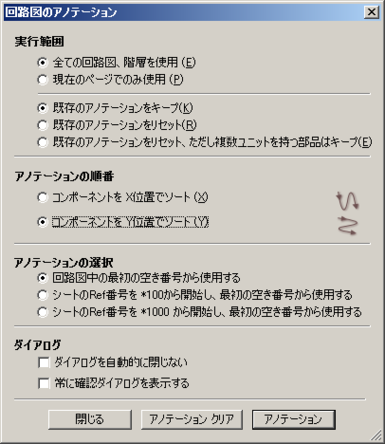 回路図のアノテーション
実行範囲
全ての回路図、階層を使用 (E)
現在のページでのみ使用 (P)
既存のアノテーションをキープ(K)
既存のアノテーションをリセット(R)
既存のアノテーションをリセット、ただし複数ユニットを持つ部品はキープ(E)
アノテーションの順番
コンポーネントを X位置でソート (X)
コンポーネントを Y位置でソート (Y)
アノテーションの選択
回路図中の最初の空き番号から使用する
シートのRef番号を *100から開始し、最初の空き番号から使用する
シートのRef番号を *1000 から開始し、最初の空き番号から使用する
ダイアログ
ダイアログを自動的に閉じない
常に確認ダイアログを表示する
閉じる
アノテーション クリア
アノテーション